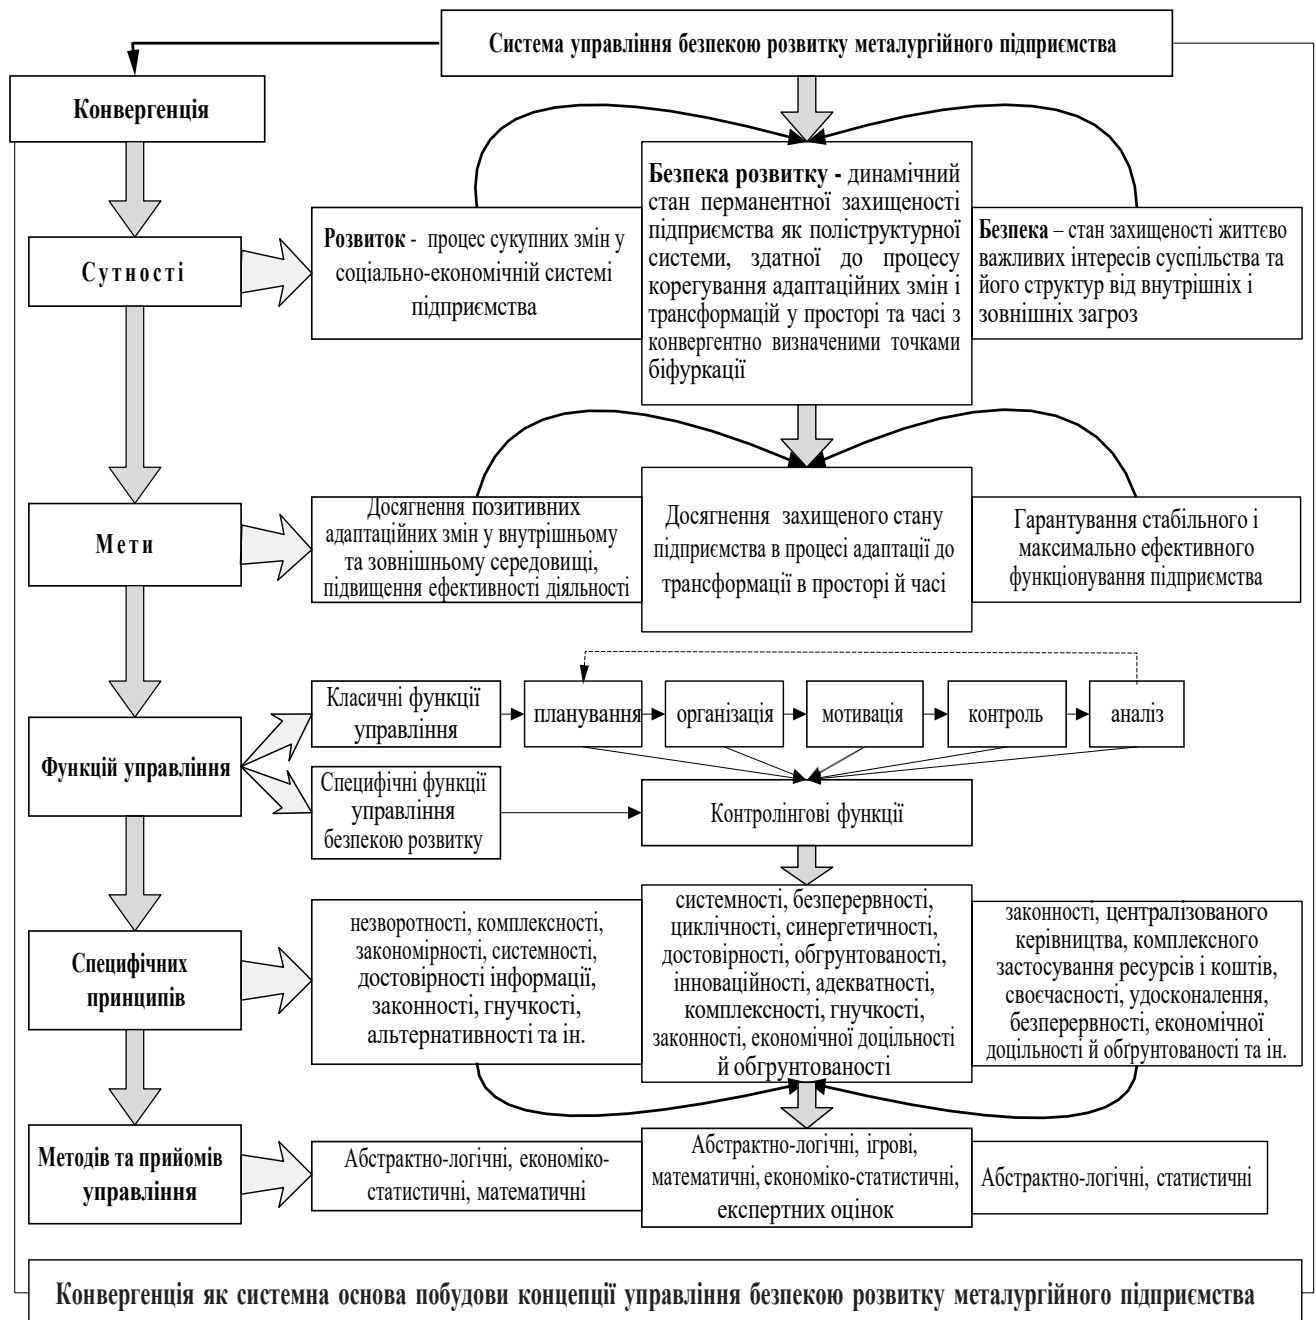 Система управління безпекою розвитку металургійного підприємства
Конвергенція
Сутності
Розвиток - процес сукупних змін у
соціально-економічній системі
підприємства
Безпека розвитку - динамічний
стан перманентної захищеності
підприємства як поліструктурної
системи, здатної до процесу
корегування адаптаційних змін і
трансформацій у просторі та часі з
конвергентно визначеними точками
біфуркації
Безпека – стан захищеності життєво
важливих інтересів суспільства та
його структур від внутрішніх і
зовнішніх загроз
Мети
Досягнення позитивних
адаптаційних змін у внутрішньому
та зовнішньому середовищі,
підвищення ефективності діяльності
Досягнення захищеного стану
підприємства в процесі адаптації до
трансформації в просторі й часі
Гарантування стабільного і
максимально ефективного
функціонування підприємства
Функцій управління
Класичні функції
управління
планування
організація
мотивація
контроль
аналіз
Специфічні функції
управління
безпекою розвитку
Контролінгові функції
Специфічних
принципів
незворотності, комплексності,
закономірності, системності,
достовірності інформації,
законності, гнучкості,
альтернативності та ін.
системності, безперервності,
циклічності, синергетичності,
достовірності, обгрунтованості,
інноваційності, адекватності,
комплексності, гнучкості,
законності, економічної доцільності
й обгрунтованості
законності, централізованого
керівництва, комплексного
застосування ресурсів і коштів,
своєчасності, удосконалення,
безперервності, економічної
доцільності й обґрунтованості та ін.
Методів та прийомів
управління
Абстрактно-логічні, економіко-
статистичні, математичні
Абстрактно-логічні, ігрові,
математичні, економіко-статистичні,
експертних оцінок
Абстрактно-логічні, статистичні
Конвергенція як системна основа побудови концепції управління безпекою розвитку металургійного підприємства